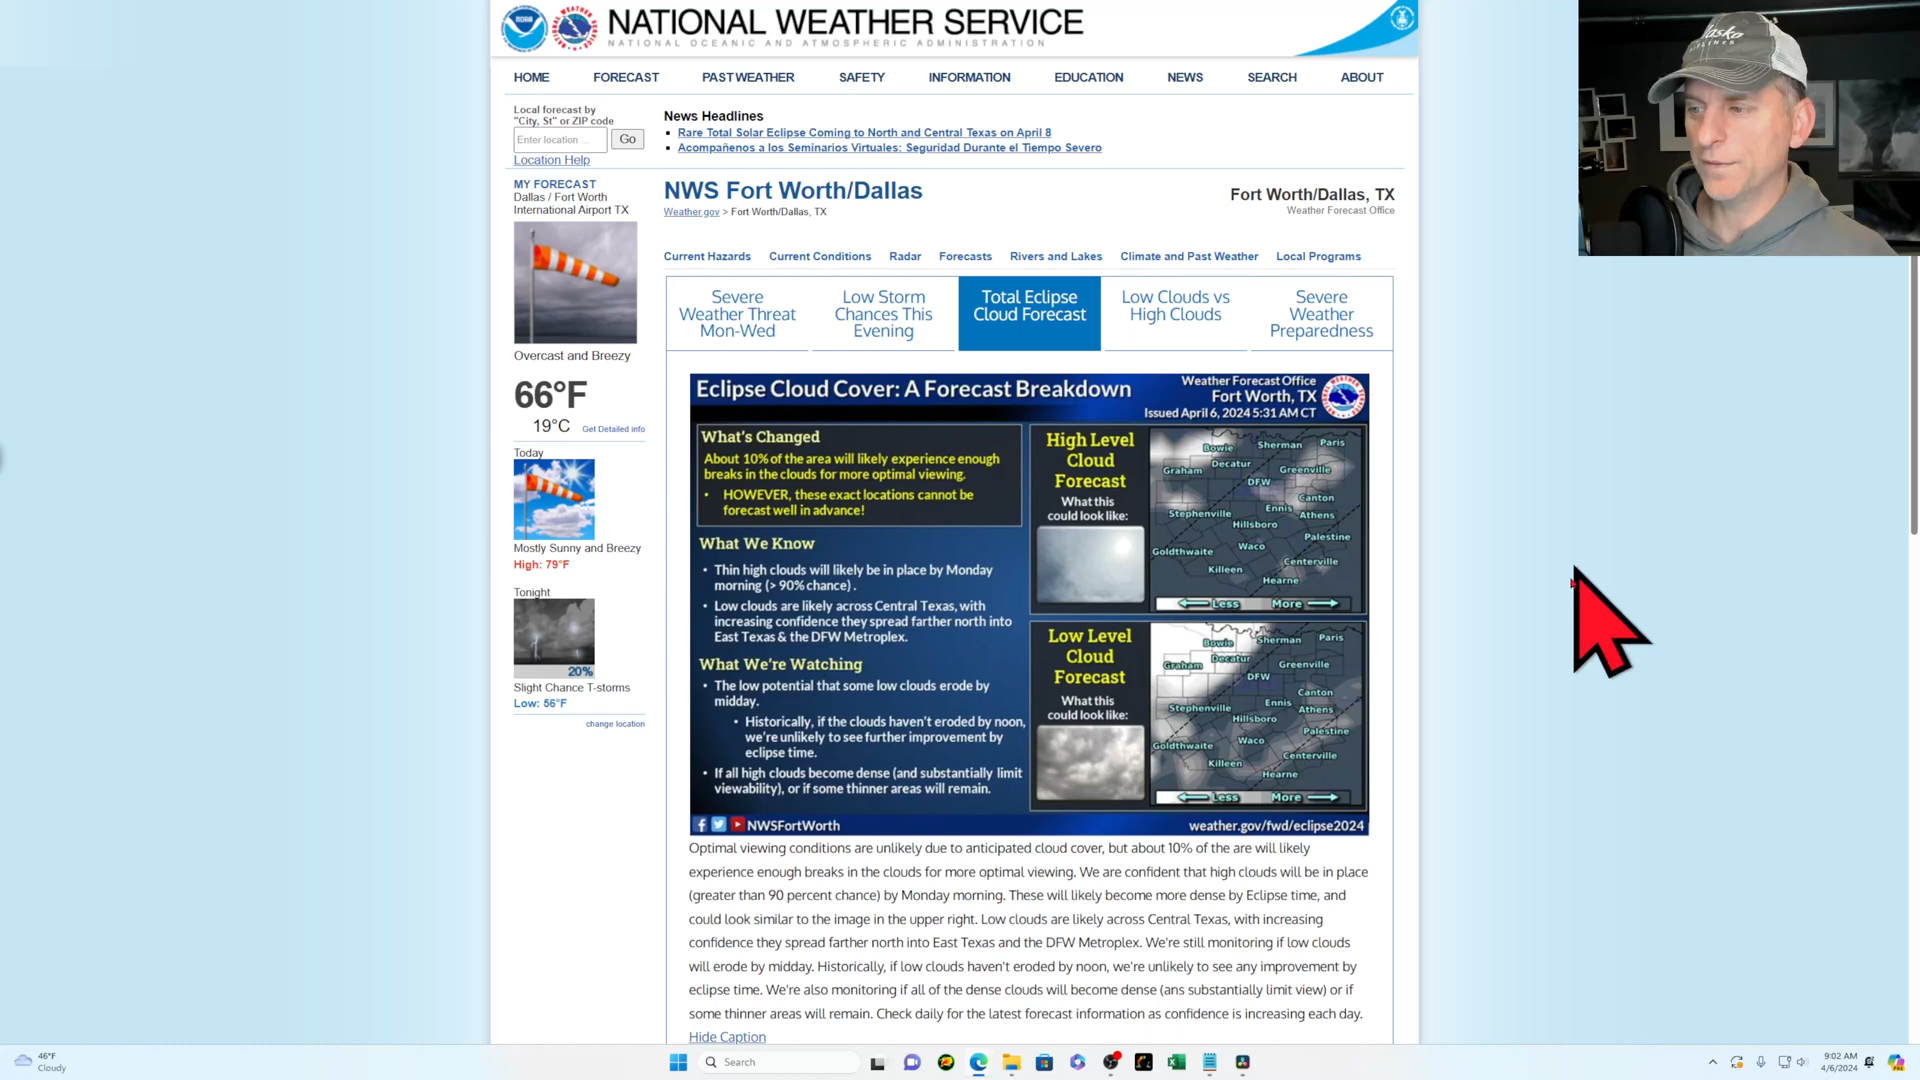 NATIONAL WEATHER SERVICE
NATIONAL OCEANIC AND ATMOSPHERIC ADMINISTRATION
HOME FORECAST PAST WEATHER SAFETY INFORMATION EDUCATION NEWS SEARCH ABOUT
Local forecast by
"City, St" or ZIP code
Enter location ...
Go
Location Help
News Headlines
Rare Total Solar Eclipse Coming to North and Central Texas on April 8
Acompañenos a los Seminarios Virtuales: Seguridad Durante el Tiempo Severo
MY FORECAST
Dallas / Fort Worth
International Airport TX
Overcast and Breezy
66°F
19°C
Get Detailed info
Today
Mostly Sunny and Breezy
High: 79°F
Tonight
20%
Slight Chance T-storms
Low: 56°F
change location
NWS Fort Worth/Dallas
Weather.gov > Fort Worth/Dallas, TX
Fort Worth/Dallas, TX
Weather Forecast Office
Current Hazards Current Conditions Radar Forecasts Rivers and Lakes Climate and Past Weather Local Programs
Severe
Weather Threat
Mon-Wed
Low Storm
Chances This
Evening
Total Eclipse
Cloud Forecast
Low Clouds vs
High Clouds
Severe
Weather
Preparedness
Eclipse Cloud Cover: A Forecast Breakdown
Weather Forecast Office
Fort Worth, TX
Issued April 6, 2024 5:31 AM CT
What's Changed
About 10% of the area will likely experience enough
breaks in the clouds for more optimal viewing.
• HOWEVER, these exact locations cannot be
forecast well in advance!
What We Know
• Thin high clouds will likely be in place by Monday
morning (> 90% chance).
• Low clouds are likely across Central Texas, with
increasing confidence they spread farther north into
East Texas & the DFW Metroplex.
What We're Watching
• The low potential that some low clouds erode by
midday.
• Historically, if the clouds haven't eroded by noon,
we're unlikely to see further improvement by
eclipse time.
• If all high clouds become dense (and substantially limit
viewability), or if some thinner areas will remain.
High Level
Cloud
Forecast
What this
could look like:
Bowie Sherman Paris
Graham Decatur Greenville
DFW
Canton
Stephenville Ennis Athens
Hillsboro
Palestine
Goldthwaite Waco
Centerville
Killeen
Hearne
Less More
Low Level
Cloud
Forecast
What this
could look like:
Bowie Sherman Paris
Graham Decatur Greenville
DFW
Canton
Stephenville Ennis Athens
Hillsboro
Palestine
Goldthwaite Waco
Centerville
Killeen
Hearne
Less More
NWSFortWorth
weather.gov/fwd/eclipse2024
Optimal viewing conditions are unlikely due to anticipated cloud cover, but about 10% of the are will likely
experience enough breaks in the clouds for more optimal viewing. We are confident that high clouds will be in place
(greater than 90 percent chance) by Monday morning. These will likely become more dense by Eclipse time, and
could look similar to the image in the upper right. Low clouds are likely across Central Texas, with increasing
confidence they spread farther north into East Texas and the DFW Metroplex. We're still monitoring if low clouds
will erode by midday. Historically, if low clouds haven't eroded by noon, we're unlikely to see any improvement by
eclipse time. We're also monitoring if all of the dense clouds will become dense (ans substantially limit view) or if
some thinner areas will remain. Check daily for the latest forecast information as confidence is increasing each day.
Hide Caption
46°F
Cloudy
Search
9:02 AM
4/6/2024